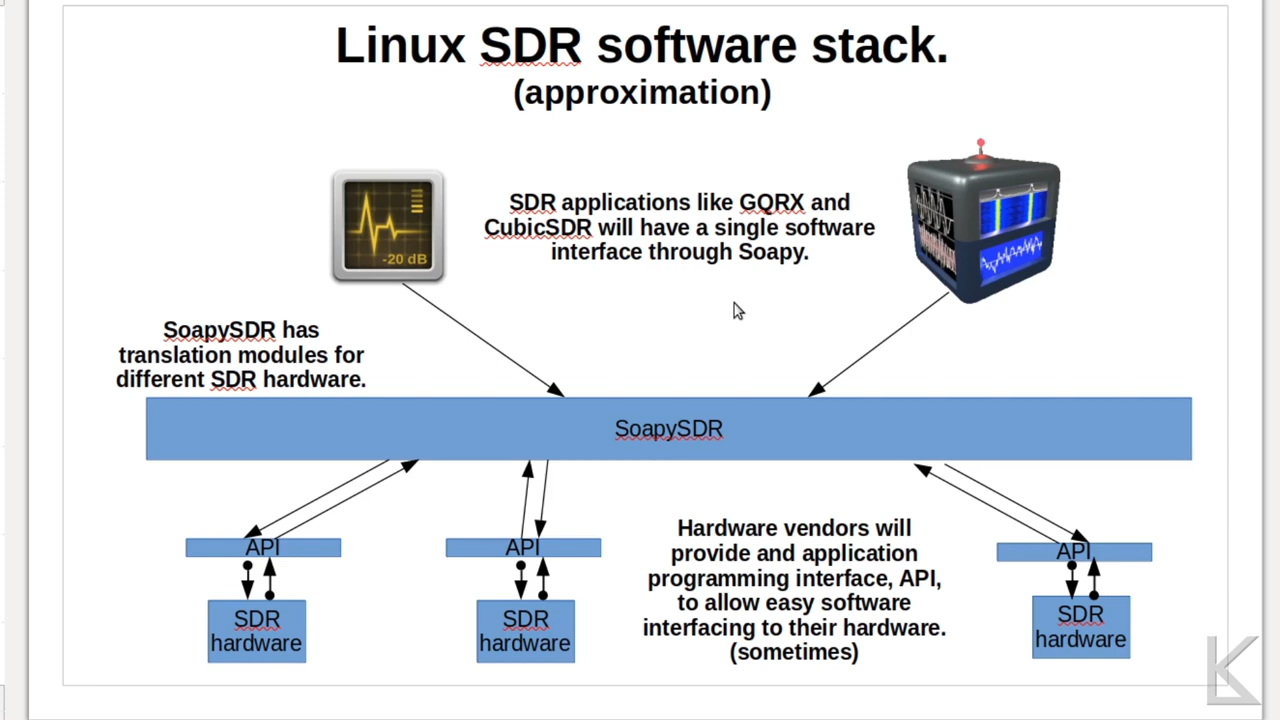 Linux SDR software stack.
(approximation)
-20 dB
SDR applications like GQRX and
CubicSDR will have a single software
interface through Soapy.
SoapySDR has
translation modules for
different SDR hardware.
SoapySDR
API
API
API
Hardware vendors will
provide and application
programming interface, API,
to allow easy software
interfacing to their hardware.
(sometimes)
SDR
hardware
SDR
hardware
SDR
hardware